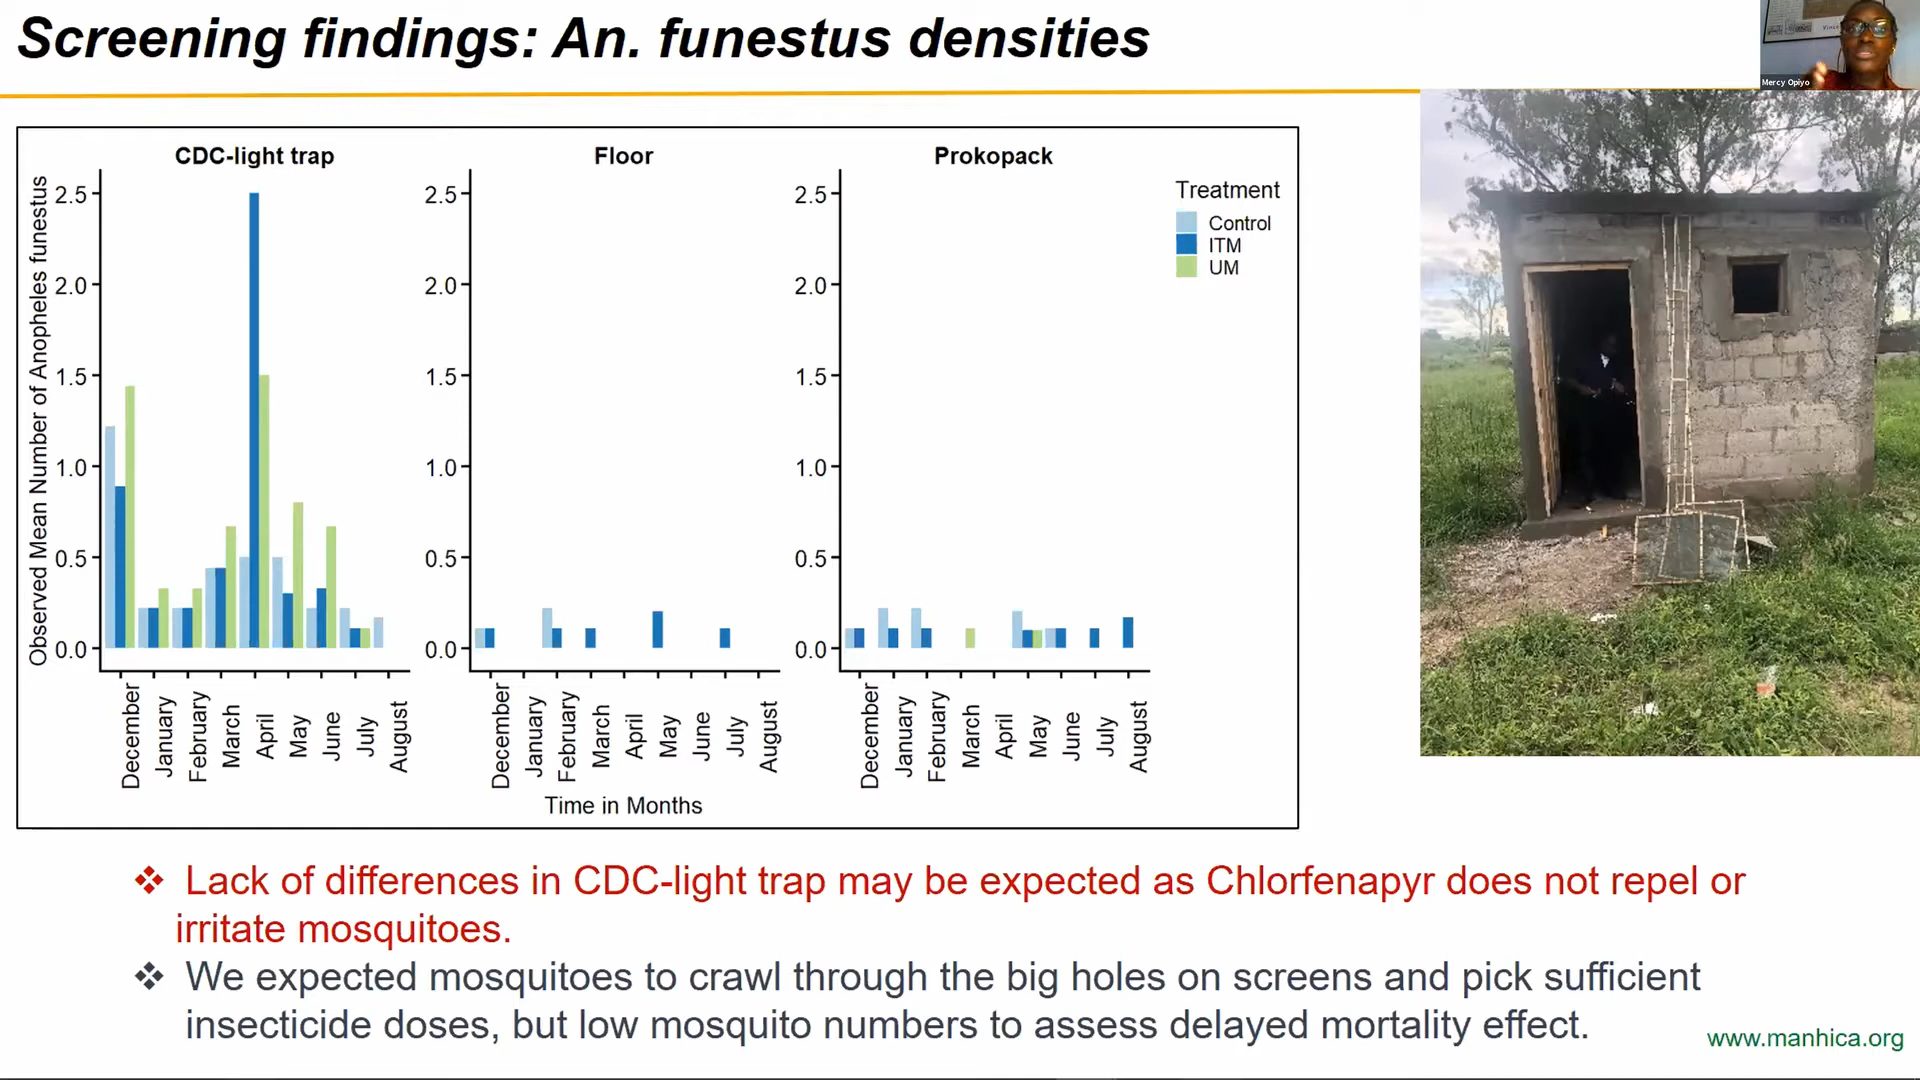 Screening findings: An. funestus densities
Mercy Opiyo
CDC-light trap
Floor
Prokopack
Observed Mean Number of Anopheles funestus
2.5
2.0
1.5
1.0
0.5
0.0
2.5
2.0
1.5
1.0
0.5
0.0
2.5
2.0
1.5
1.0
0.5
0.0
Treatment
Control
ITM
UM
December
January
February
March
April
May
June
July
August
December
January
February
March
April
May
June
July
August
December
January
February
March
April
May
June
July
August
Time in Months
❖ Lack of differences in CDC-light trap may be expected as Chlorfenapyr does not repel or
irritate mosquitoes.
❖ We expected mosquitoes to crawl through the big holes on screens and pick sufficient
insecticide doses, but low mosquito numbers to assess delayed mortality effect.
www.manhica.org